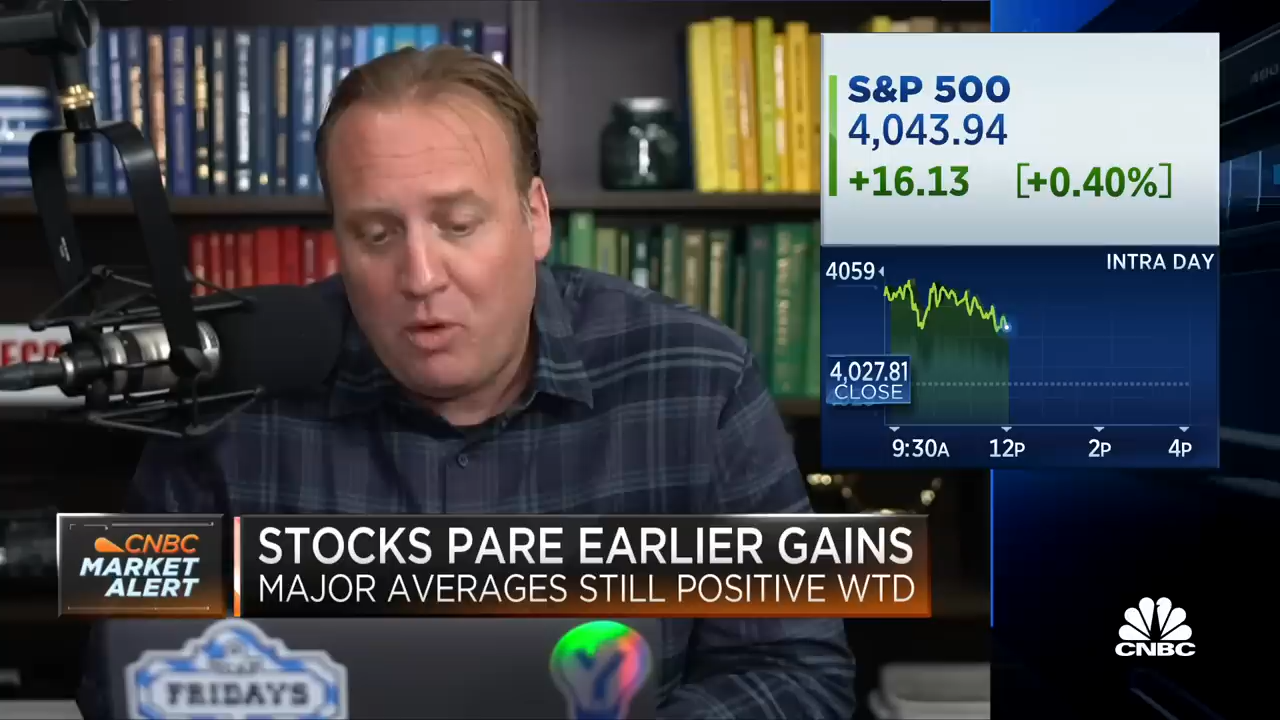 S&P 500
4,043.94
+16.13 [+0.40%]
INTRA DAY
4059
4,027.81
CLOSE
9:30A 12P 2P 4P
CNBC
MARKET
ALERT
STOCKS PARE EARLIER GAINS
MAJOR AVERAGES STILL POSITIVE WTD
FRIDAYS
Y
CNBC